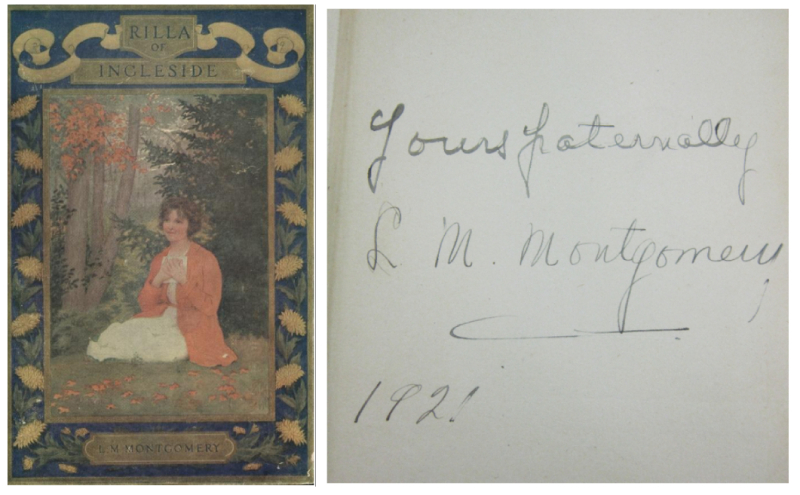 RILLA
OF
INGLESIDE
L. M. MONTGOMERY
Yours fraternally
L. M. Montgomery
1921